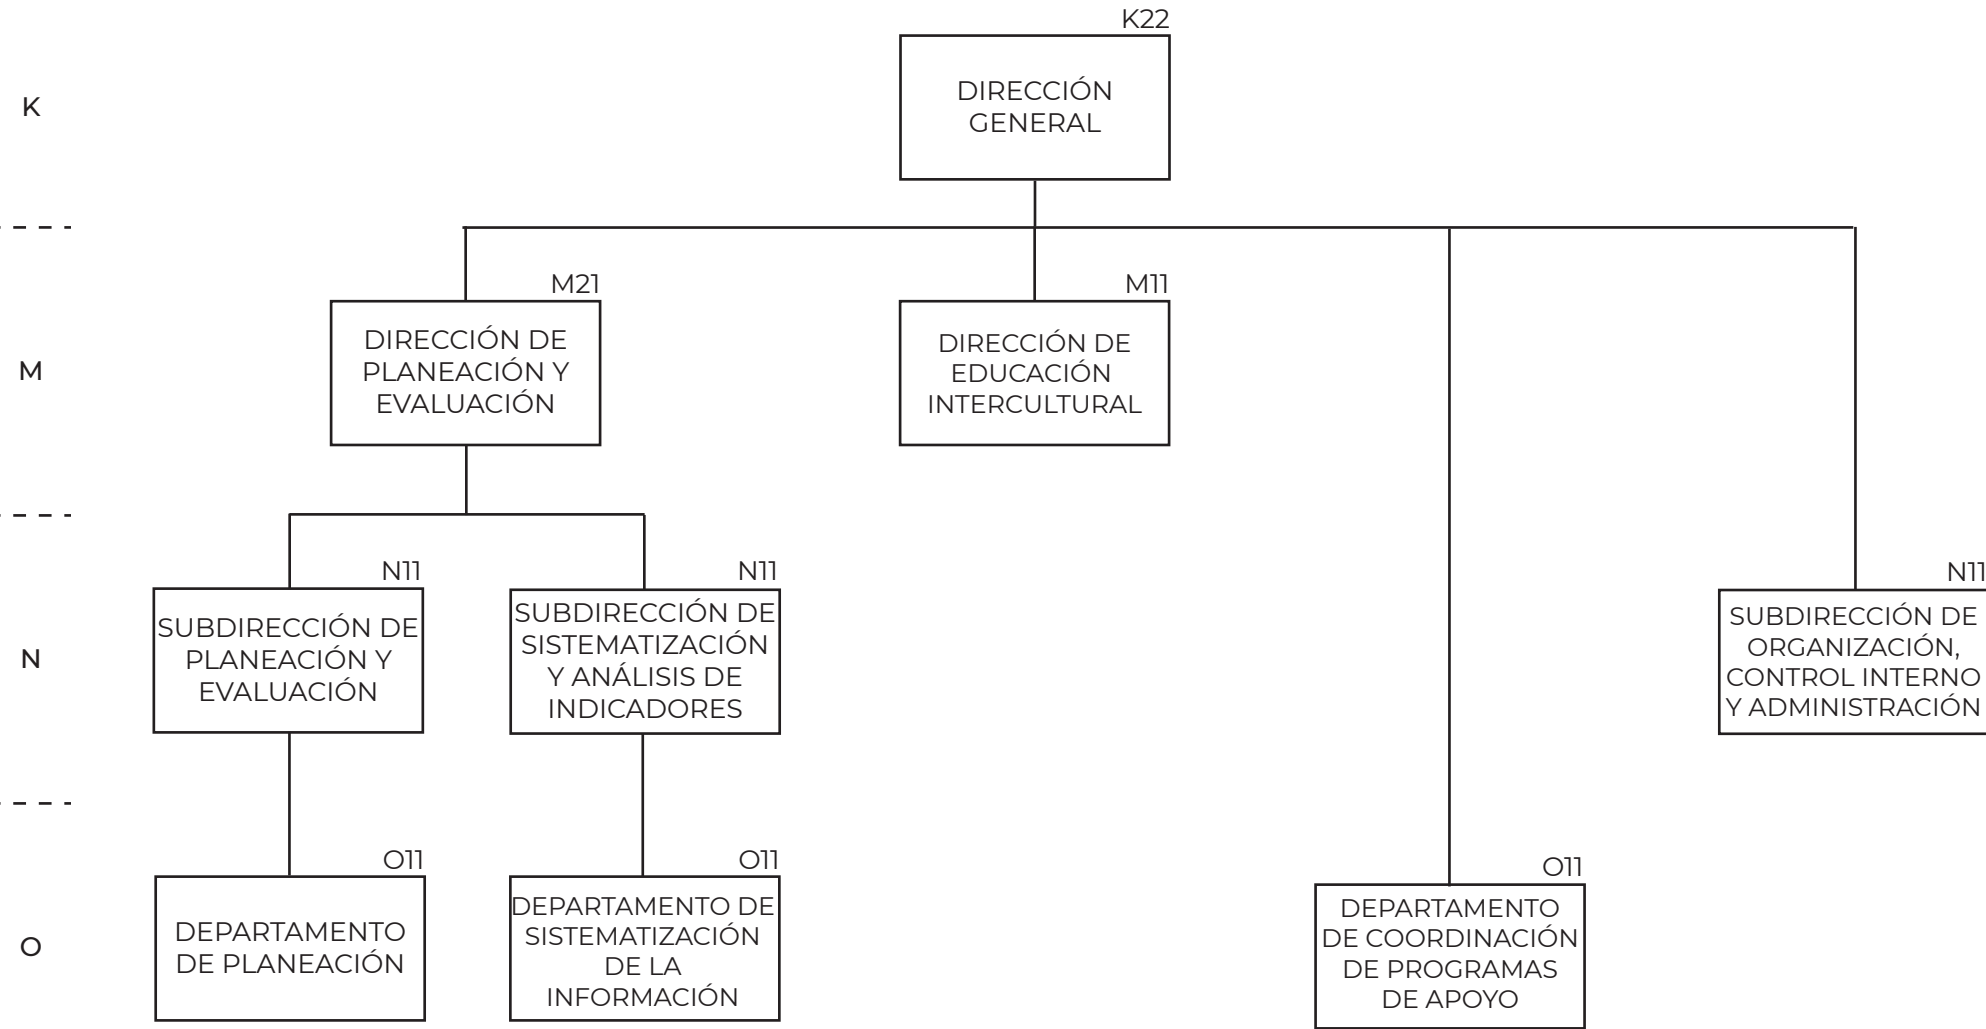 K22
DIRECCIÓN
GENERAL
K
M21
M11
DIRECCIÓN DE
PLANEACIÓN Y
EVALUACIÓN
DIRECCIÓN DE
EDUCACIÓN
INTERCULTURAL
M
N11
N11
N11
SUBDIRECCIÓN DE
PLANEACIÓN Y
EVALUACIÓN
SUBDIRECCIÓN DE
SISTEMATIZACIÓN
Y ANÁLISIS DE
INDICADORES
SUBDIRECCIÓN DE
ORGANIZACIÓN,
CONTROL INTERNO
Y ADMINISTRACIÓN
N
O11
O11
O11
DEPARTAMENTO
DE PLANEACIÓN
DEPARTAMENTO DE
SISTEMATIZACIÓN
DE LA
INFORMACIÓN
DEPARTAMENTO
DE COORDINACIÓN
DE PROGRAMAS
DE APOYO
O